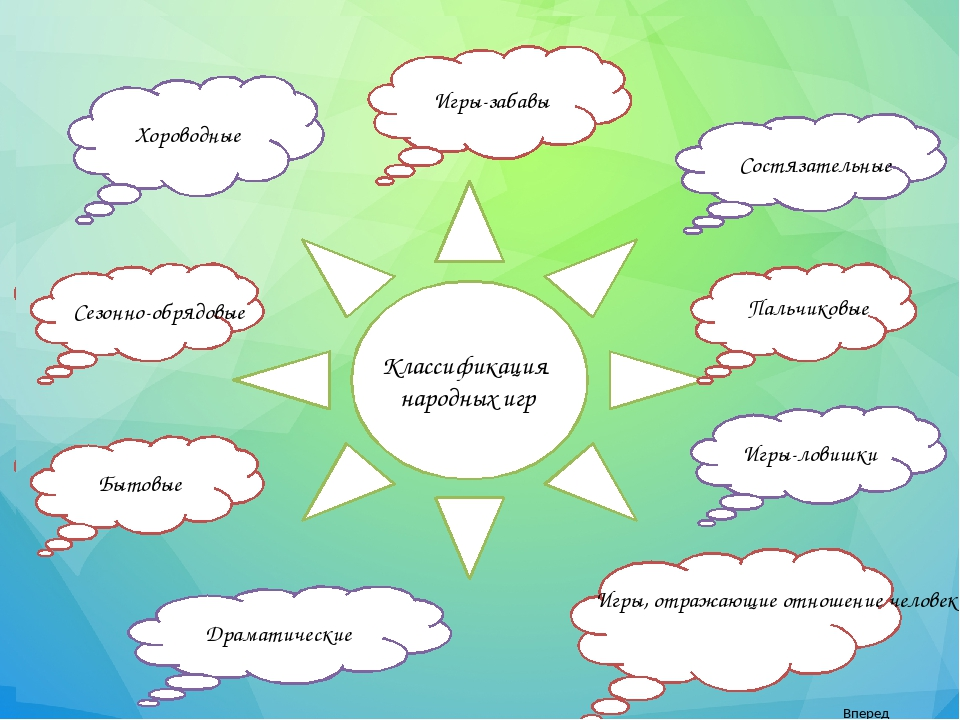 Игры-забавы
Хороводные
Состязательные
Сезонно-обрядовые
Пальчиковые
Классификация
народных игр
Игры-ловишки
Бытовые
Игры, отражающие отношение человек
Драматические
Вперед